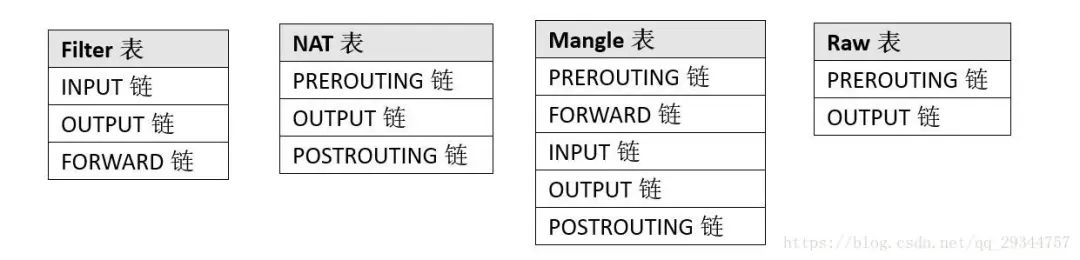 Filter 表
INPUT 链
OUTPUT 链
FORWARD 链
NAT 表
PREROUTING 链
OUTPUT 链
POSTROUTING 链
Mangle 表
PREROUTING 链
FORWARD 链
INPUT 链
OUTPUT 链
POSTROUTING 链
Raw 表
PREROUTING 链
OUTPUT 链
https://blog.csdn.net/qq_29344757